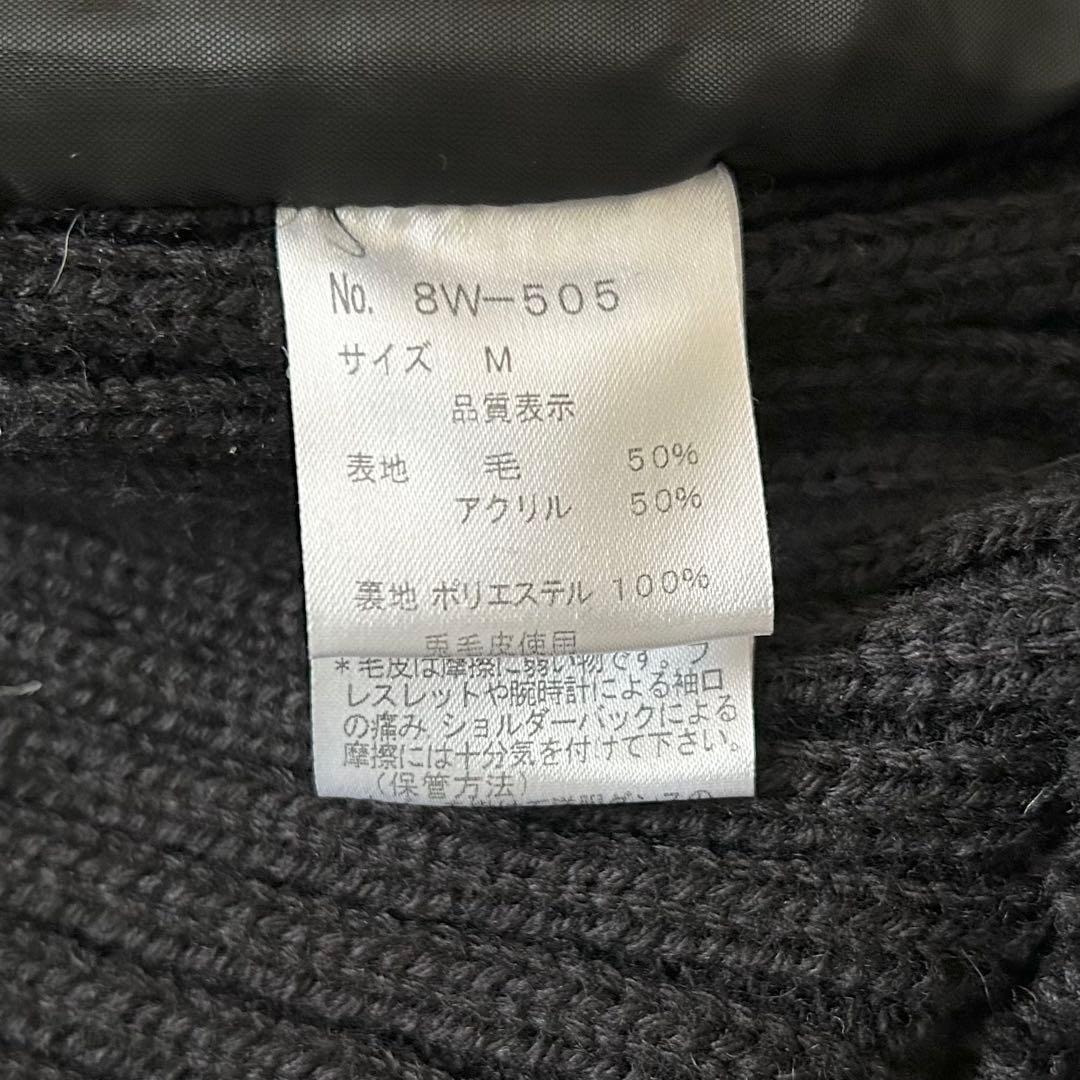 No. 8W-505
サイズ M
品質表示
表地 毛 50%
アクリル 50%
裏地 ポリエステル 100%
兎毛皮使用
*毛皮は摩擦に弱い物です。ブ
レスレットや腕時計による袖口
の痛み ショルダーバックによる
摩擦には十分気を付けて下さい。
(保管方法)